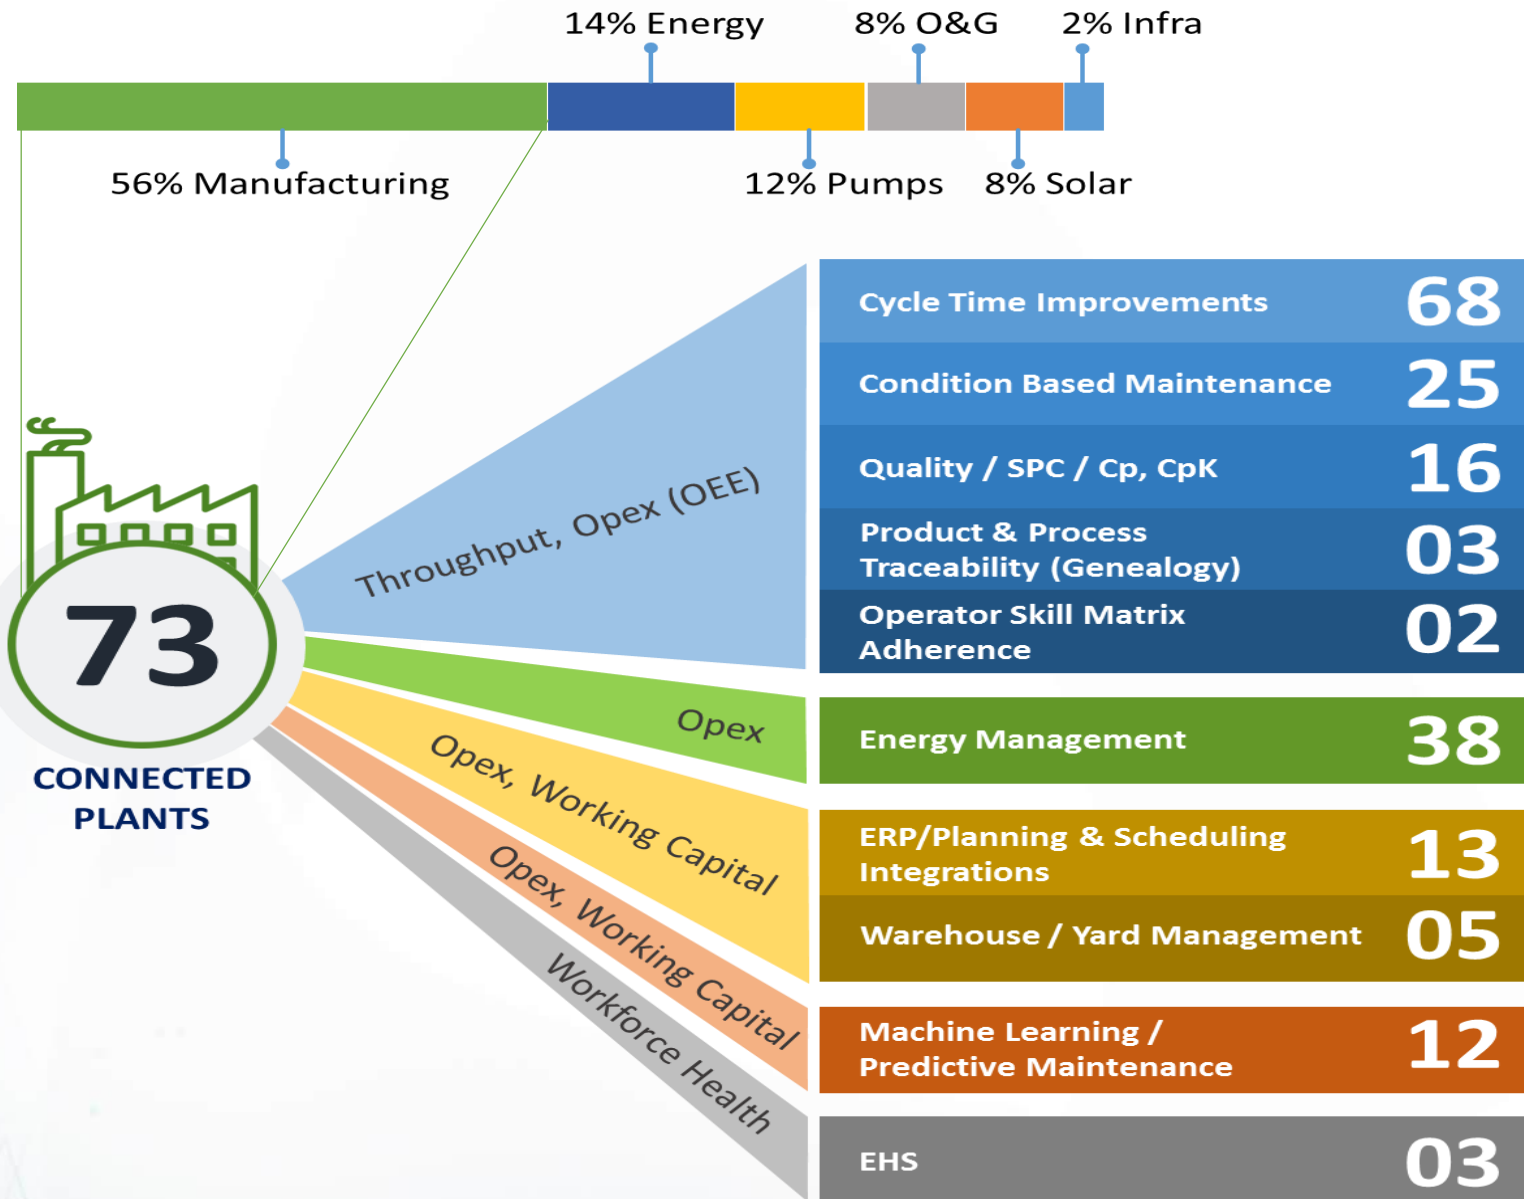 14% Energy
8% O&G
2% Infra
56% Manufacturing
12% Pumps
8% Solar
73
CONNECTED
PLANTS
Throughput, Opex (OEE)
Cycle Time Improvements 68
Condition Based Maintenance 25
Quality / SPC / Cp, CpK 16
Product & Process
Traceability (Genealogy) 03
Operator Skill Matrix
Adherence 02
Opex
Energy Management 38
Opex, Working Capital
ERP/Planning & Scheduling
Integrations 13
Warehouse / Yard Management 05
Opex, Working Capital
Machine Learning /
Predictive Maintenance 12
Workforce Health
EHS 03